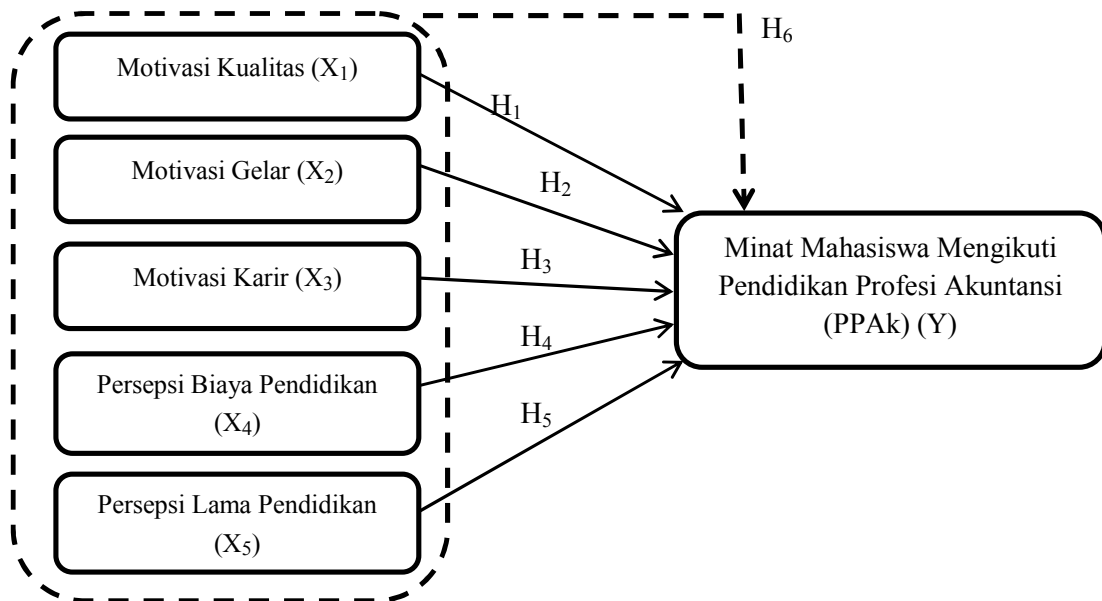 H₆
Motivasi Kualitas (X₁)
H₁
Motivasi Gelar (X₂)
H₂
Minat Mahasiswa Mengikuti
Pendidikan Profesi Akuntansi
(PPAk) (Y)
Motivasi Karir (X₃)
H₃
H₄
Persepsi Biaya Pendidikan
(X₄)
H₅
Persepsi Lama Pendidikan
(X₅)